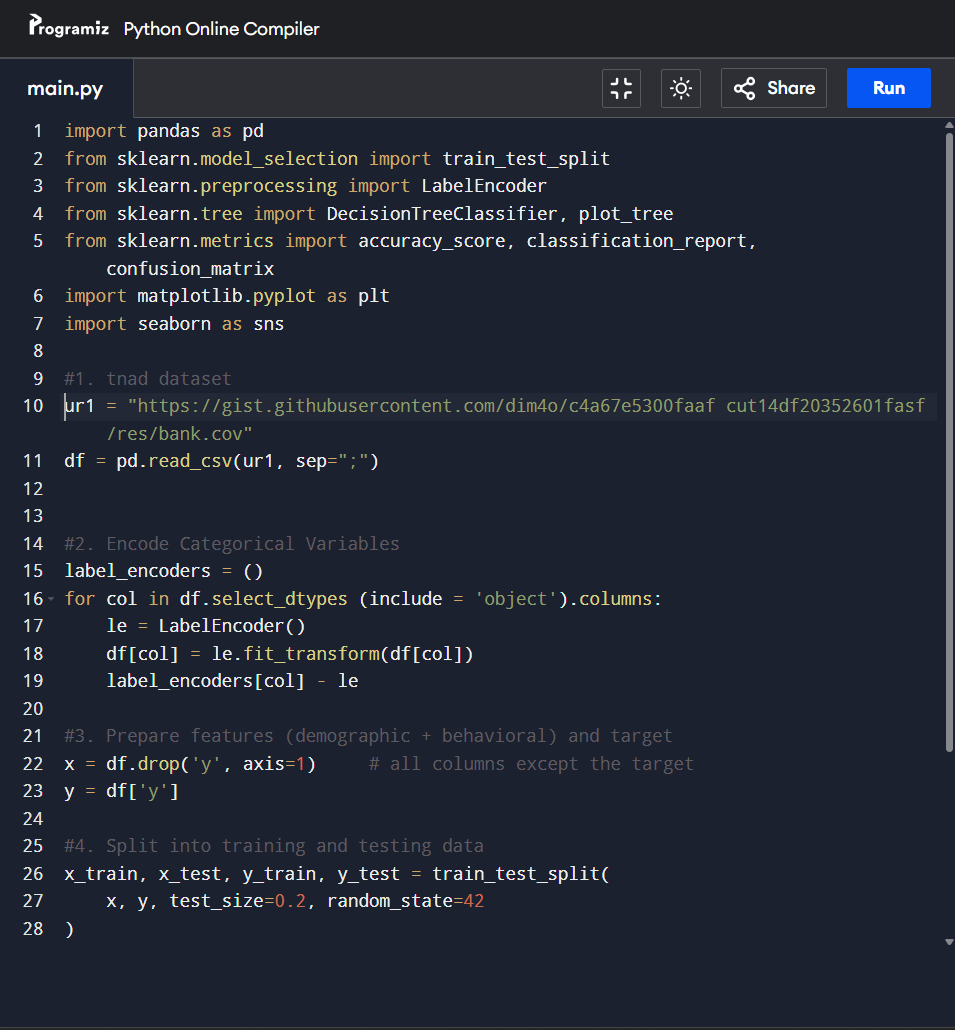 Programiz Python Online Compiler
main.py Share Run
1 import pandas as pd
2 from sklearn.model_selection import train_test_split
3 from sklearn.preprocessing import LabelEncoder
4 from sklearn.tree import DecisionTreeClassifier, plot_tree
5 from sklearn.metrics import accuracy_score, classification_report,
confusion_matrix
6 import matplotlib.pyplot as plt
7 import seaborn as sns
8
9 #1. tnad dataset
10 ur1 = "https://gist.githubusercontent.com/dim4o/c4a67e5300faaf cut14df20352601fasf
/res/bank.cov"
11 df = pd.read_csv(ur1, sep=";")
12
13
14 #2. Encode Categorical Variables
15 label_encoders = ()
16 for col in df.select_dtypes (include = 'object').columns:
17 le = LabelEncoder()
18 df[col] = le.fit_transform(df[col])
19 label_encoders[col] - le
20
21 #3. Prepare features (demographic + behavioral) and target
22 x = df.drop('y', axis=1) # all columns except the target
23 y = df['y']
24
25 #4. Split into training and testing data
26 x_train, x_test, y_train, y_test = train_test_split(
27 x, y, test_size=0.2, random_state=42
28 )